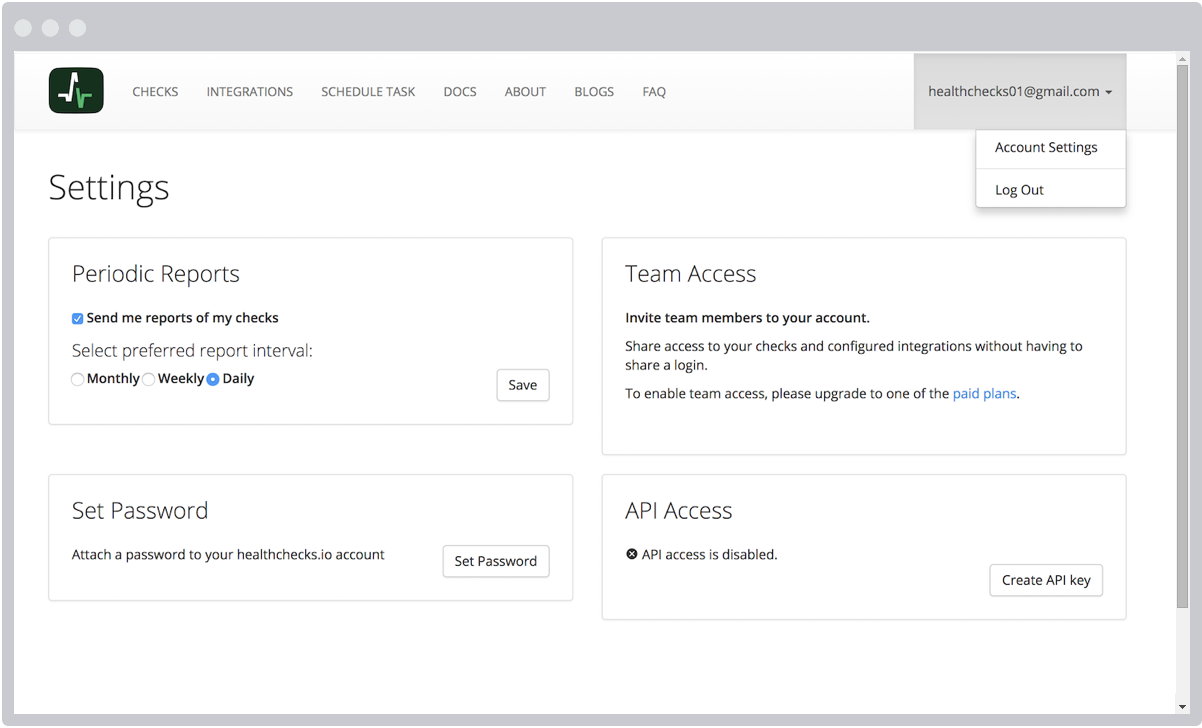 CHECKS INTEGRATIONS SCHEDULE TASK DOCS ABOUT BLOGS FAQ healthchecks01@gmail.com
Account Settings
Log Out
Settings
Periodic Reports
Send me reports of my checks
Select preferred report interval:
Monthly Weekly Daily
Save
Team Access
Invite team members to your account.
Share access to your checks and configured integrations without having to
share a login.
To enable team access, please upgrade to one of the paid plans.
Set Password
Attach a password to your healthchecks.io account
Set Password
API Access
API access is disabled.
Create API key